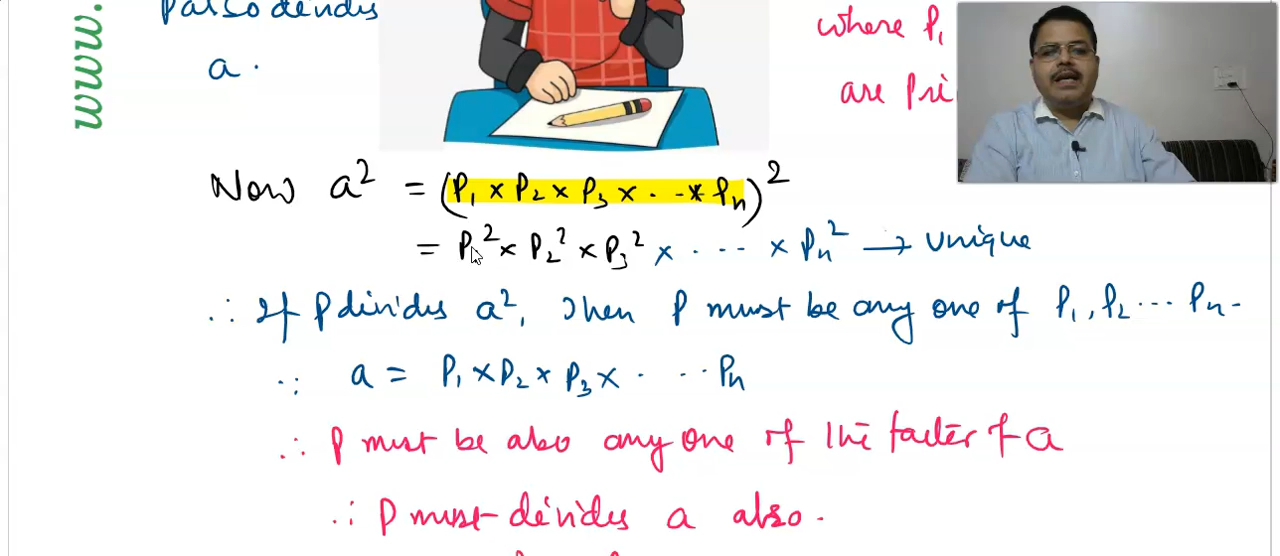 P also divides
a.
www.
where P₁
are Pri
Now a² = (P₁ × P₂ × P₃ × . .. × Pₙ)²
= P₁² × P₂² × P₃² × . ... × Pₙ² → unique
∴ If P divides a², then P must be any one of P₁, P₂ ... Pₙ.
∵ a = P₁ × P₂ × P₃ × . .. Pₙ
∴ P must be also any one of the factor of a
∴ P must divides a also.